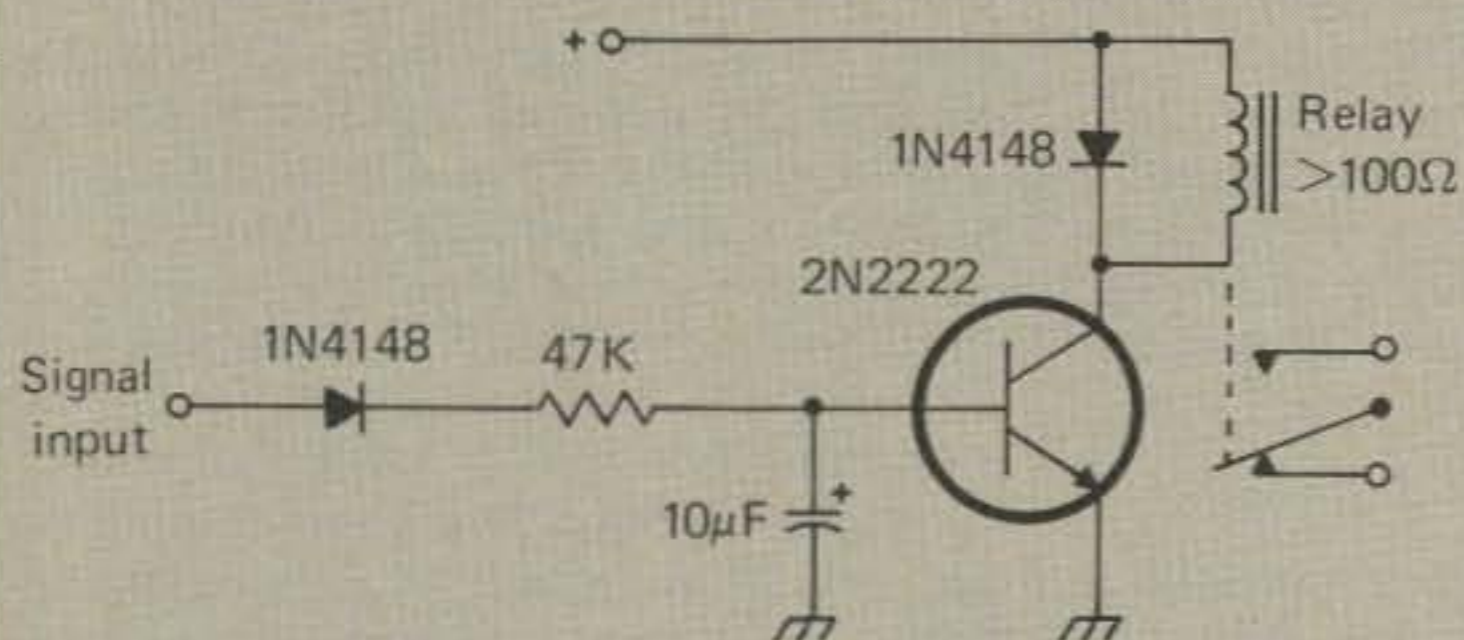 +
1N4148
Relay
>100Ω
2N2222
1N4148
47K
Signal
input
10μF
+